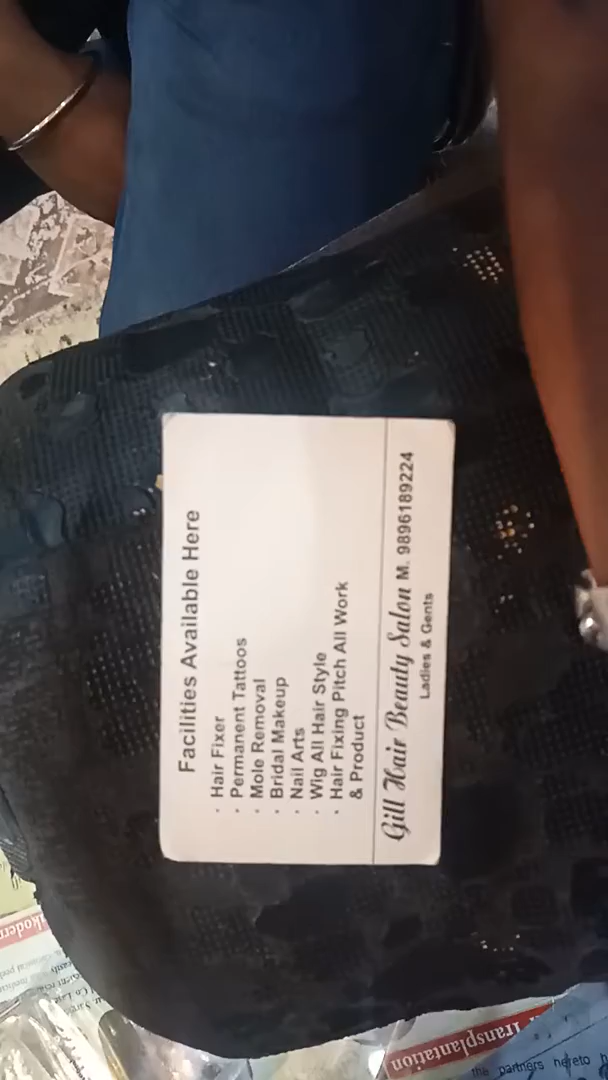 Facilities Available Here
· Hair Fixer
· Permanent Tattoos
· Mole Removal
· Bridal Makeup
· Nail Arts
· Wig All Hair Style
· Hair Fixing Pitch All Work
& Product
Gill Hair Beauty Salon M. 9896189224
Ladies & Gents
Transplantation
the partners hereto